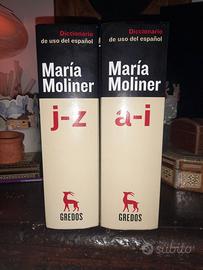 Diccionario
de uso del español
María
Moliner
j-z
GREDOS
Diccionario
de uso del español
María
Moliner
a-i
GREDOS
subito